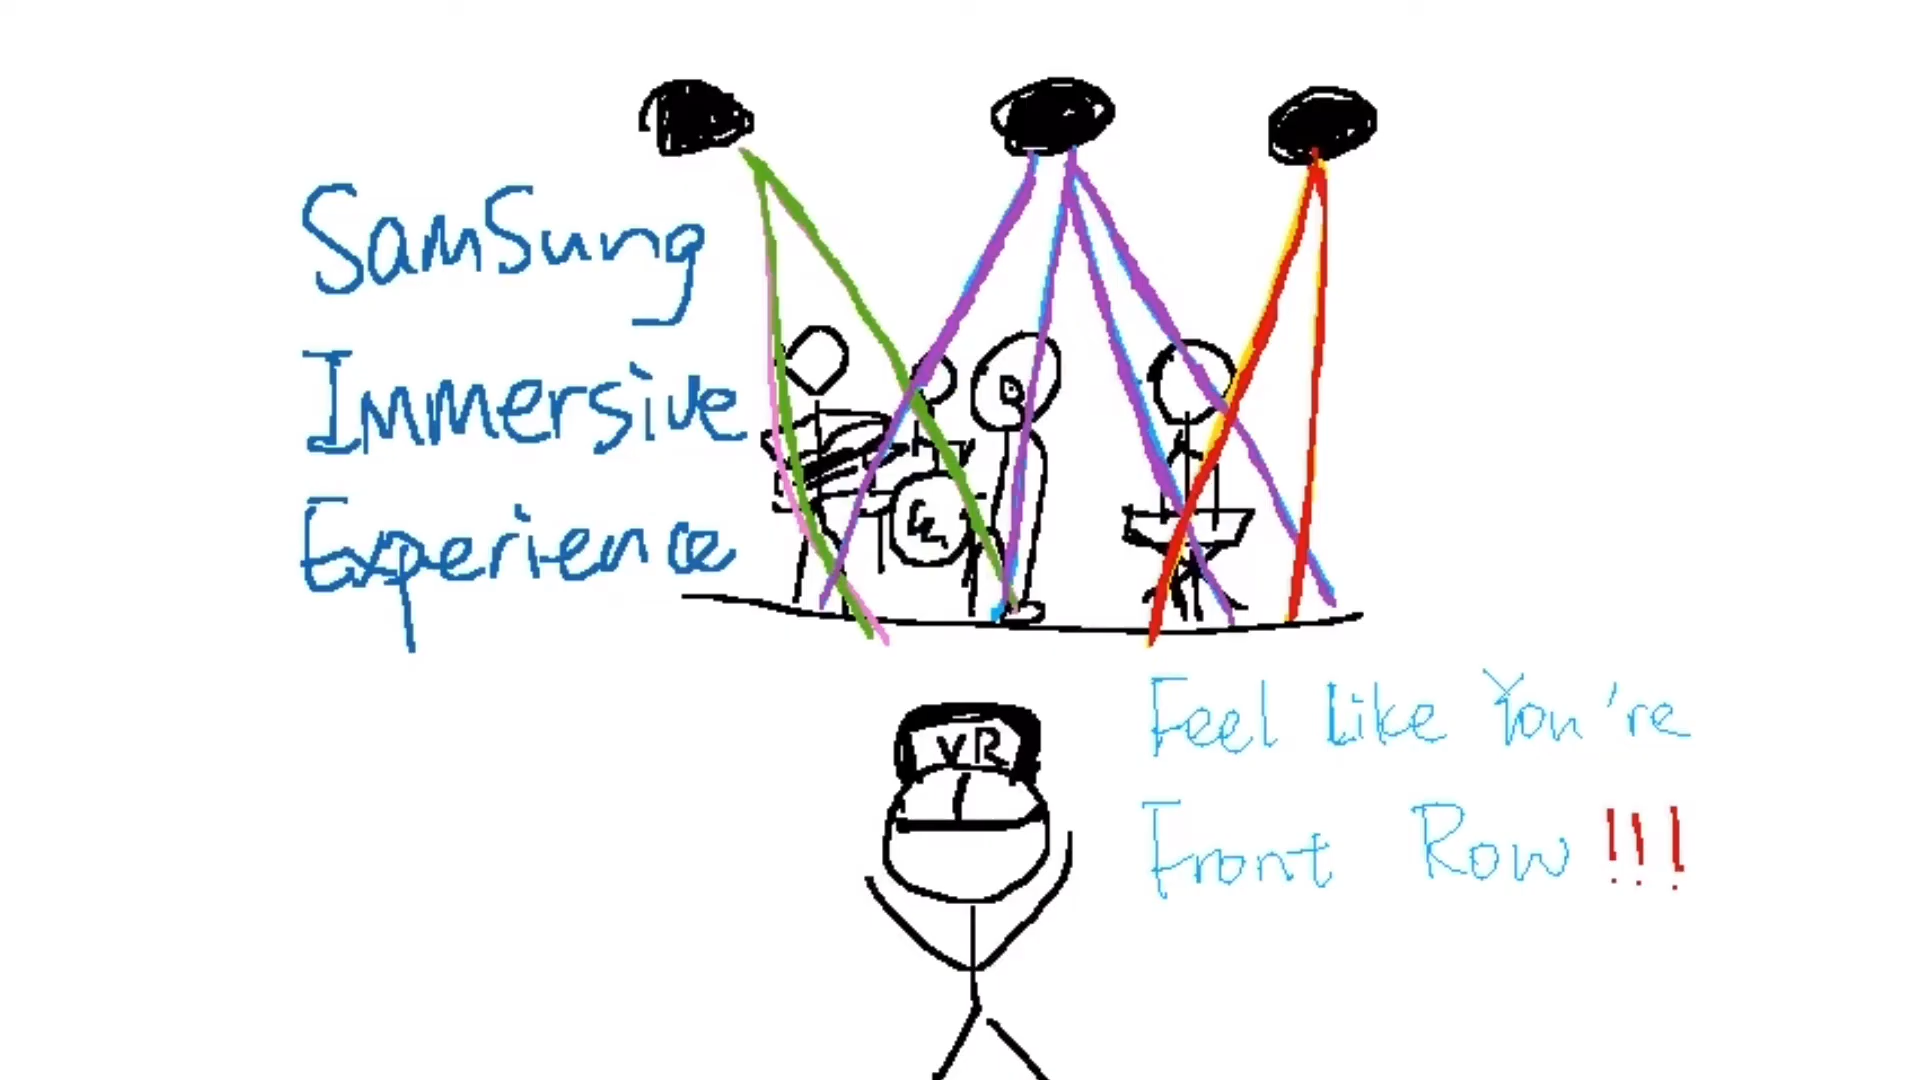 Samsung
Immersive
Experience
VR
Feel Like You're
Front Row!!!